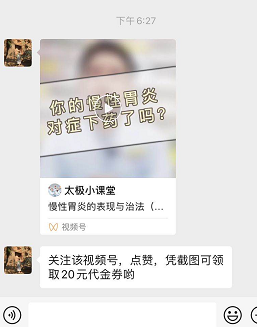 下午6:27
你的慢性胃炎
对症下药了吗?
太极小课堂
慢性胃炎的表现与治法（...
视频号
关注该视频号，点赞，凭截图可领
取20元代金券哟